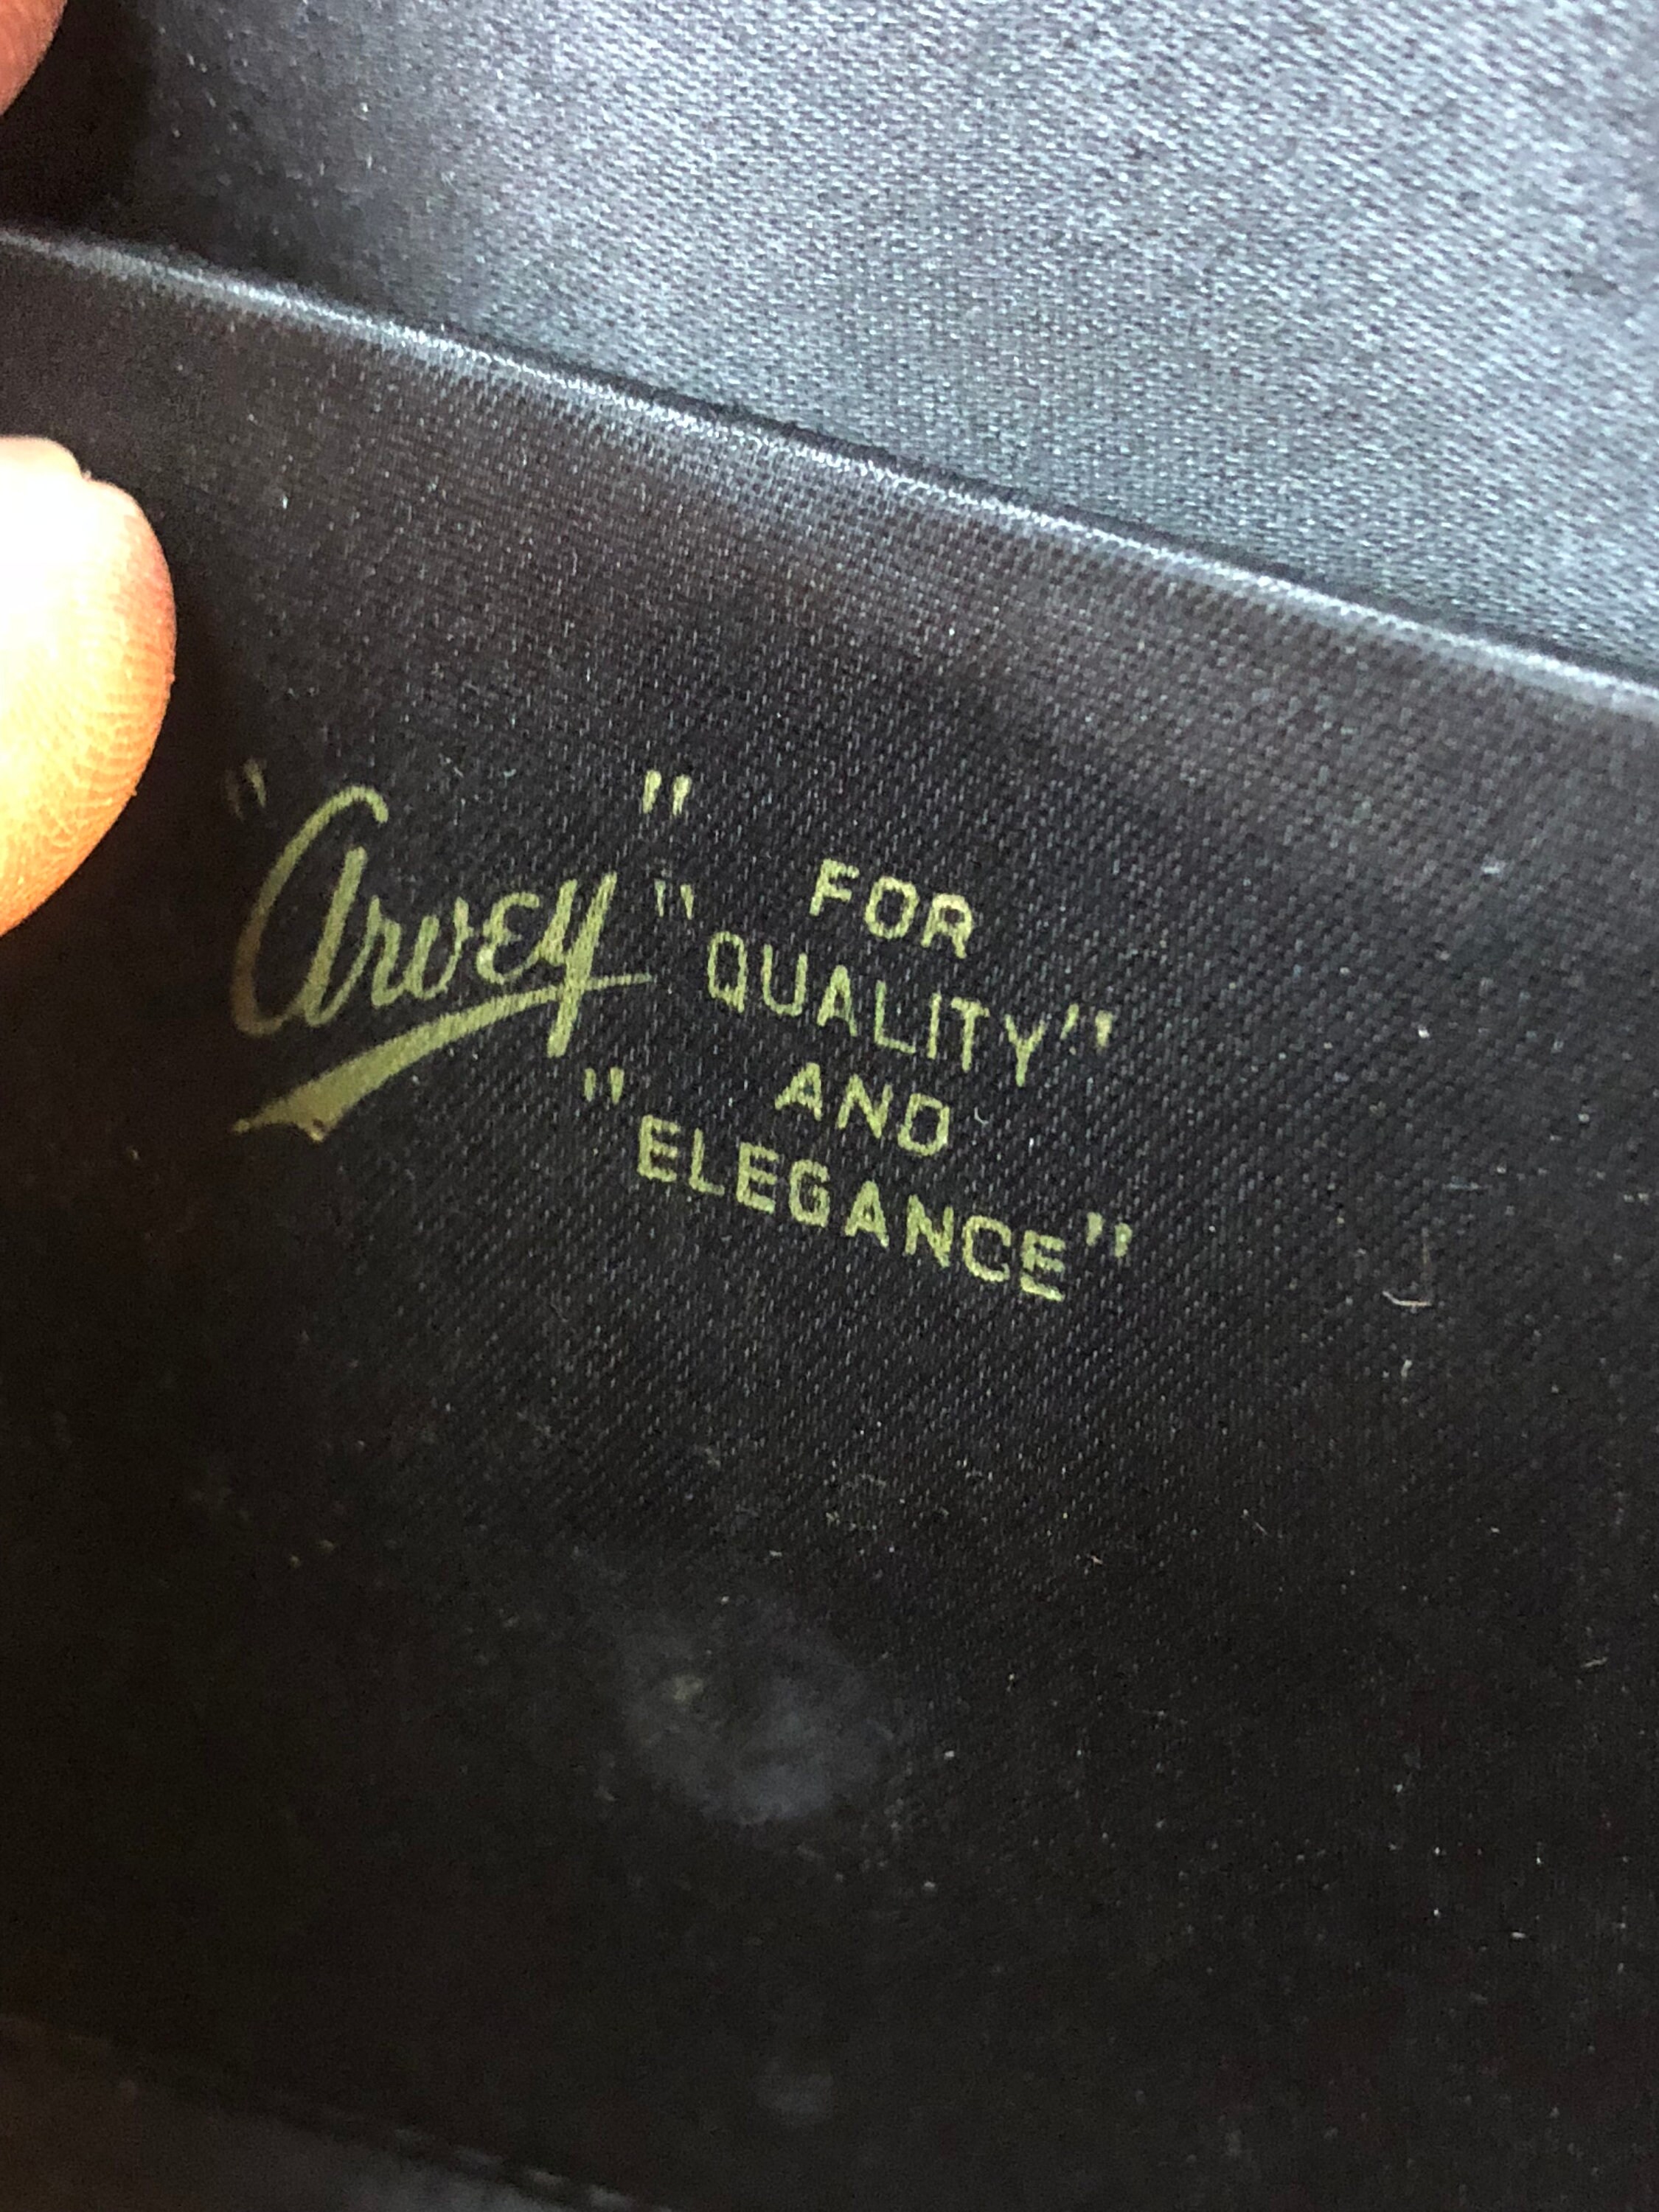 "Arvey"
FOR
"QUALITY"
AND
"ELEGANCE"